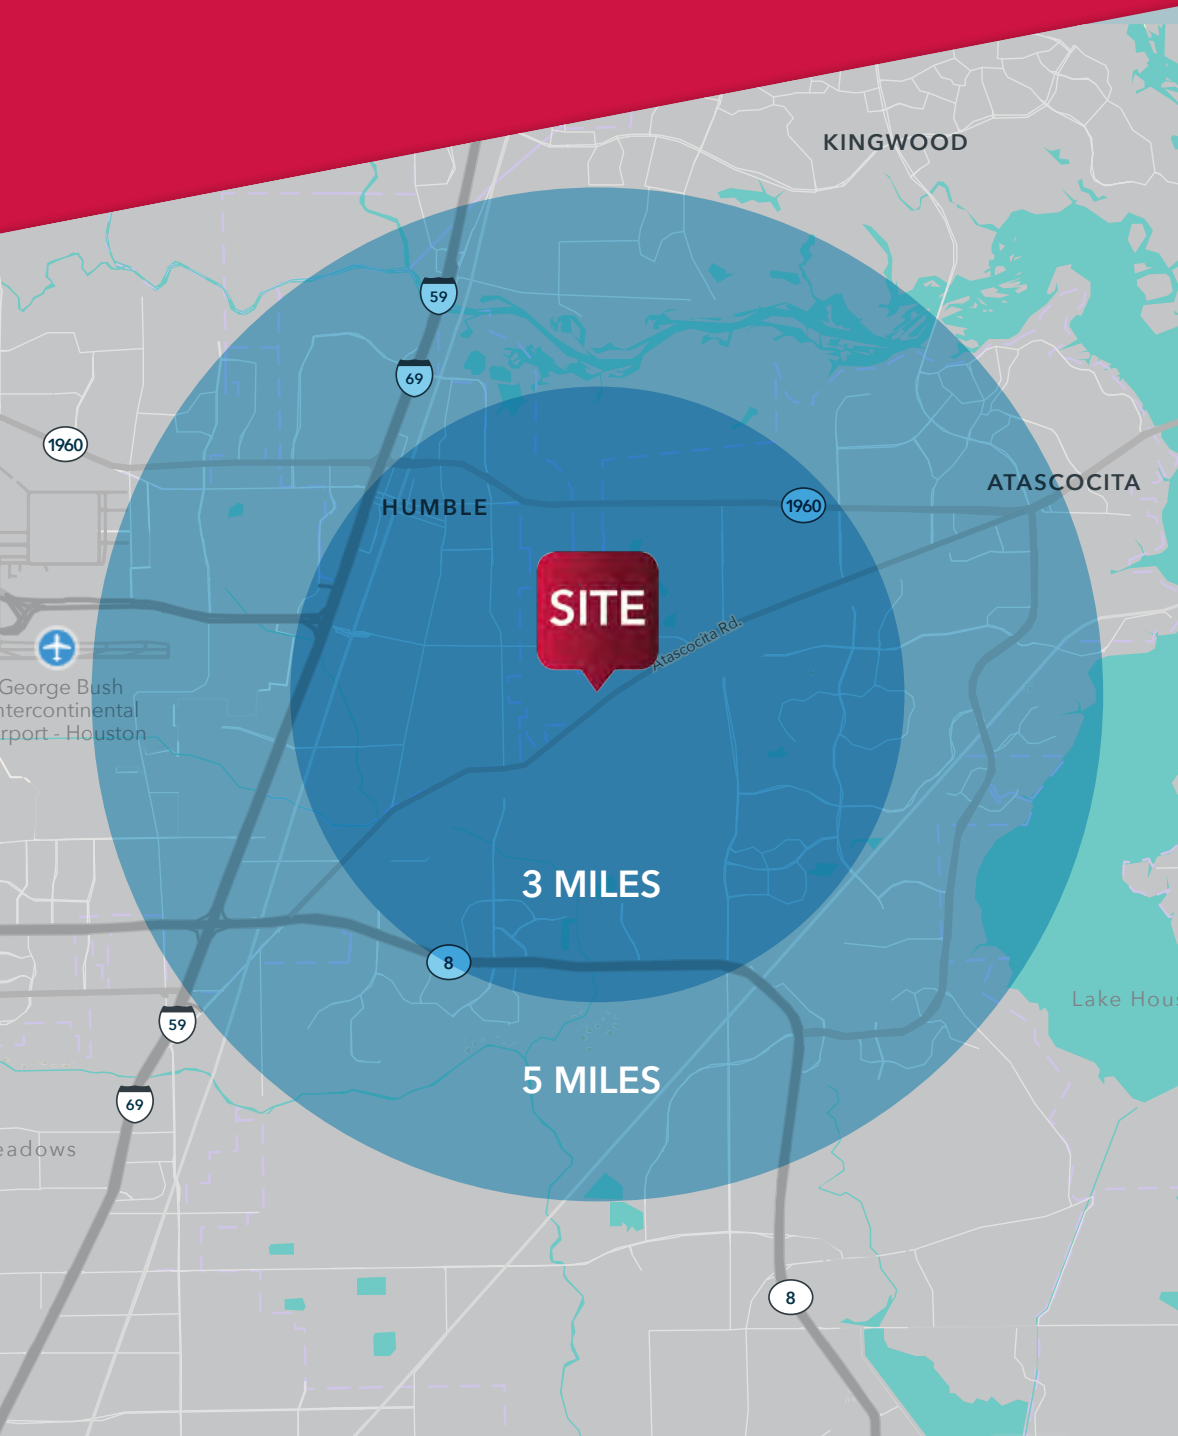 KINGWOOD
59
69
1960
ATASCOCITA
HUMBLE
1960
SITE
Atascocita Rd.
George Bush
ntercontinental
rport - Houston
3 MILES
8
Lake Hous
59
5 MILES
69
eadows
8